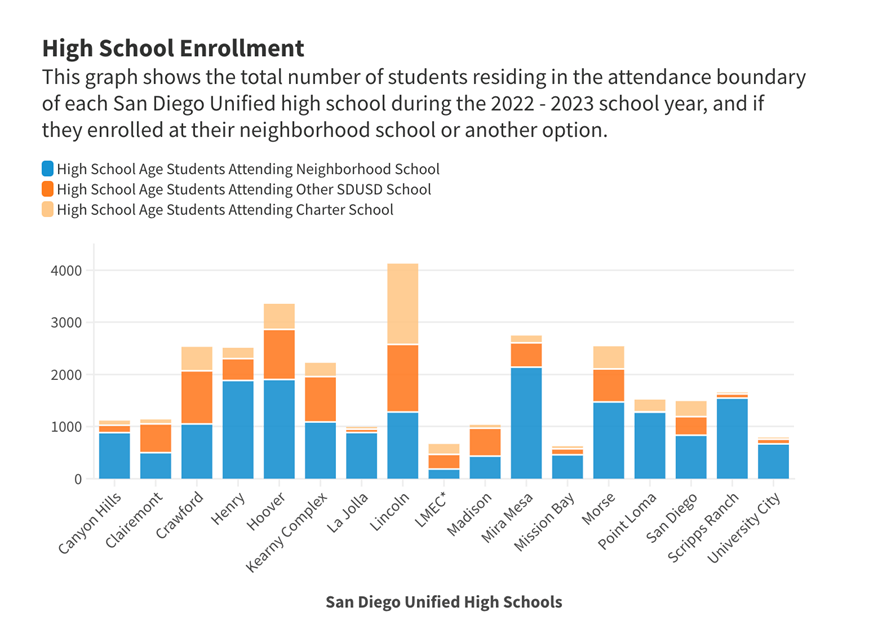 High School Enrollment
This graph shows the total number of students residing in the attendance boundary
of each San Diego Unified high school during the 2022 - 2023 school year, and if
they enrolled at their neighborhood school or another option.
High School Age Students Attending Neighborhood School
High School Age Students Attending Other SDUSD School
High School Age Students Attending Charter School
4000
3000
2000
1000
0
Canyon Hills
Clairemont
Crawford
Henry
Hoover
Kearny Complex
La Jolla
Lincoln
LMEC*
Madison
Mira Mesa
Mission Bay
Morse
Point Loma
San Diego
Scripps Ranch
University City
San Diego Unified High Schools